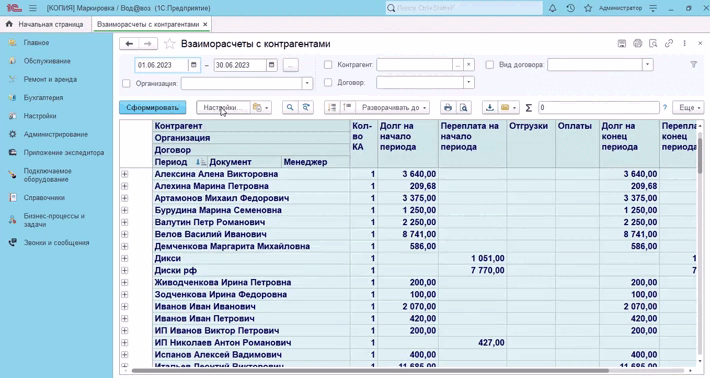 [КОПИЯ] Маркировка / Вод@воз (1С:Предприятие)
Поиск Ctrl+Shift+F
Администратор
Начальная страница
Взаиморасчеты с контрагентами ×
Главное
Обслуживание
Ремонт и аренда
Бухгалтерия
Настройки
Администрирование
Приложение экспедитора
Подключаемое оборудование
Справочники
Бизнес-процессы и задачи
Звонки и сообщения
Взаиморасчеты с контрагентами
01.06.2023 – 30.06.2023 ... Контрагент: Вид договора:
Организация: Договор:
Сформировать Настройки... Разворачивать до Σ 0 ? Еще
Контрагент Кол-во КА Долг на начало периода Переплата на начало периода Отгрузки Оплаты Долг на конец периода Перепла конец периода
Организация
Договор
Период Документ Менеджер
Алексина Алена Викторовна 1 3 640,00 3 640,00
Алехина Марина Петровна 1 209,68 209,68
Артамонов Михаил Федорович 1 3 375,00 3 375,00
Бурудина Марина Семеновна 1 1 250,00 1 250,00
Валутин Петр Романович 1 2 250,00 2 250,00
Велов Василий Иванович 1 8 741,00 8 741,00
Демченкова Маргарита Михайловна 1 586,00 586,00
Дикси 1 1 051,00 1
Диски рф 1 7 770,00 7
Живодченкова Ирина Петровна 1 200,00 200,00
Зодченкова Ирина Федоровна 1 100,00 100,00
Иванов Иван Иванович 1 2 070,00 2 070,00
Иванов Иван Петрович 1 420,00 420,00
ИП Иванов Виктор Петрович 1 200,00 200,00
ИП Николаев Антон Романович 1 427,00
Испанов Алексей Вадимович 1 400,00 400,00
Итальев Леонтий Викторович 1 11 685,00 11 685,00